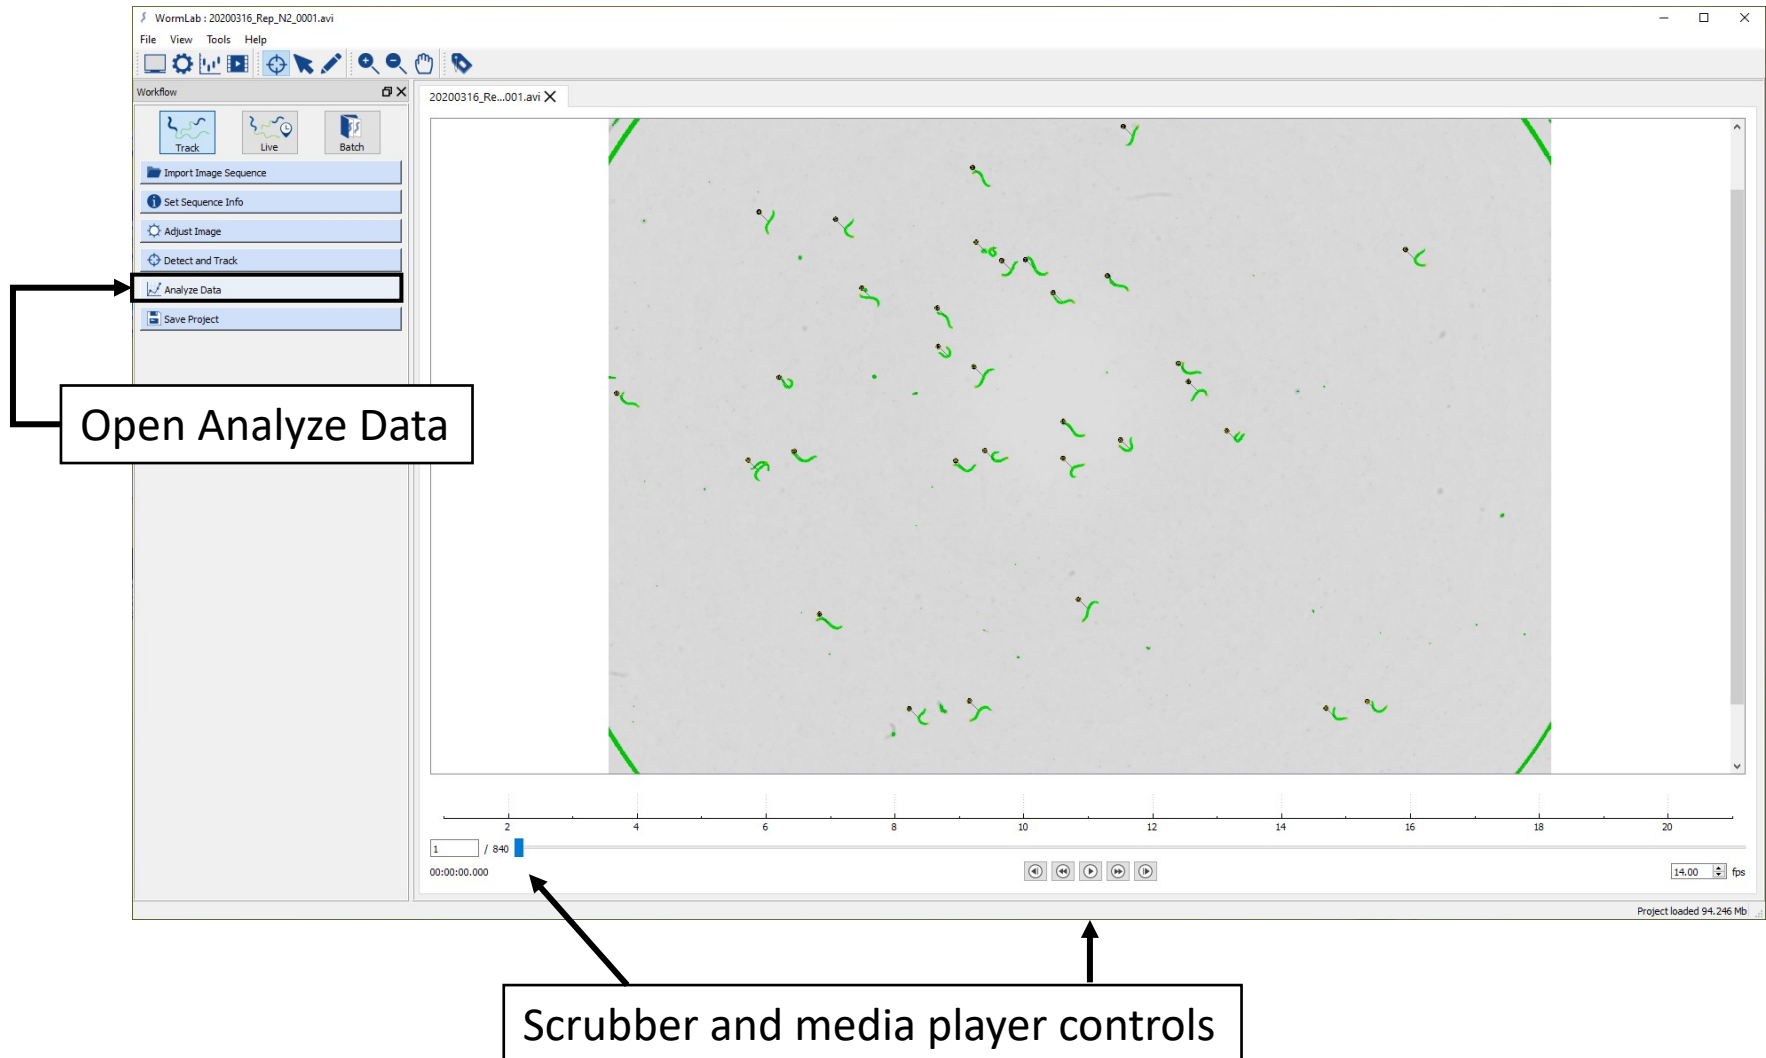 WormLab : 20200316_Rep_N2_0001.avi
File View Tools Help
Workflow
20200316_Re...001.avi
Track Live Batch
Import Image Sequence
Set Sequence Info
Adjust Image
Detect and Track
Analyze Data
Save Project
Open Analyze Data
2 4 6 8 10 12 14 16 18 20
1 / 840
00:00:00.000
14.00 fps
Project loaded 94.246 Mb
Scrubber and media player controls